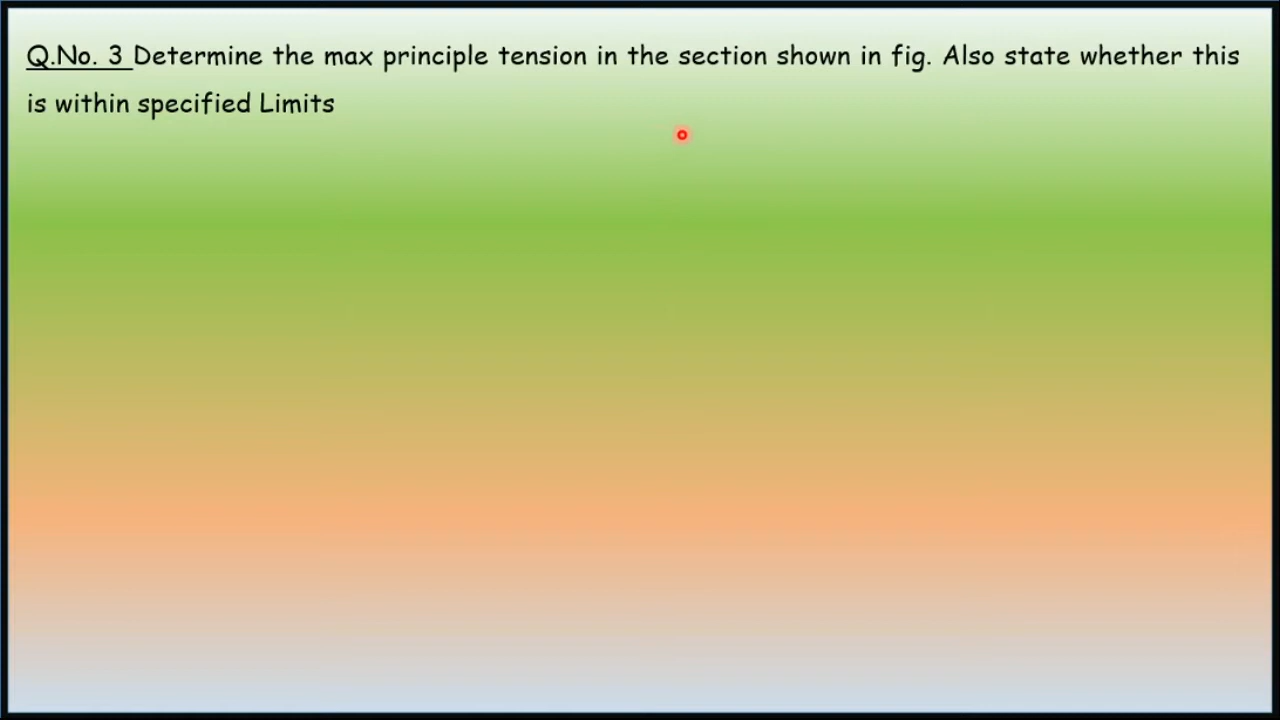 Q.No. 3 Determine the max principle tension in the section shown in fig. Also state whether this
is within specified Limits